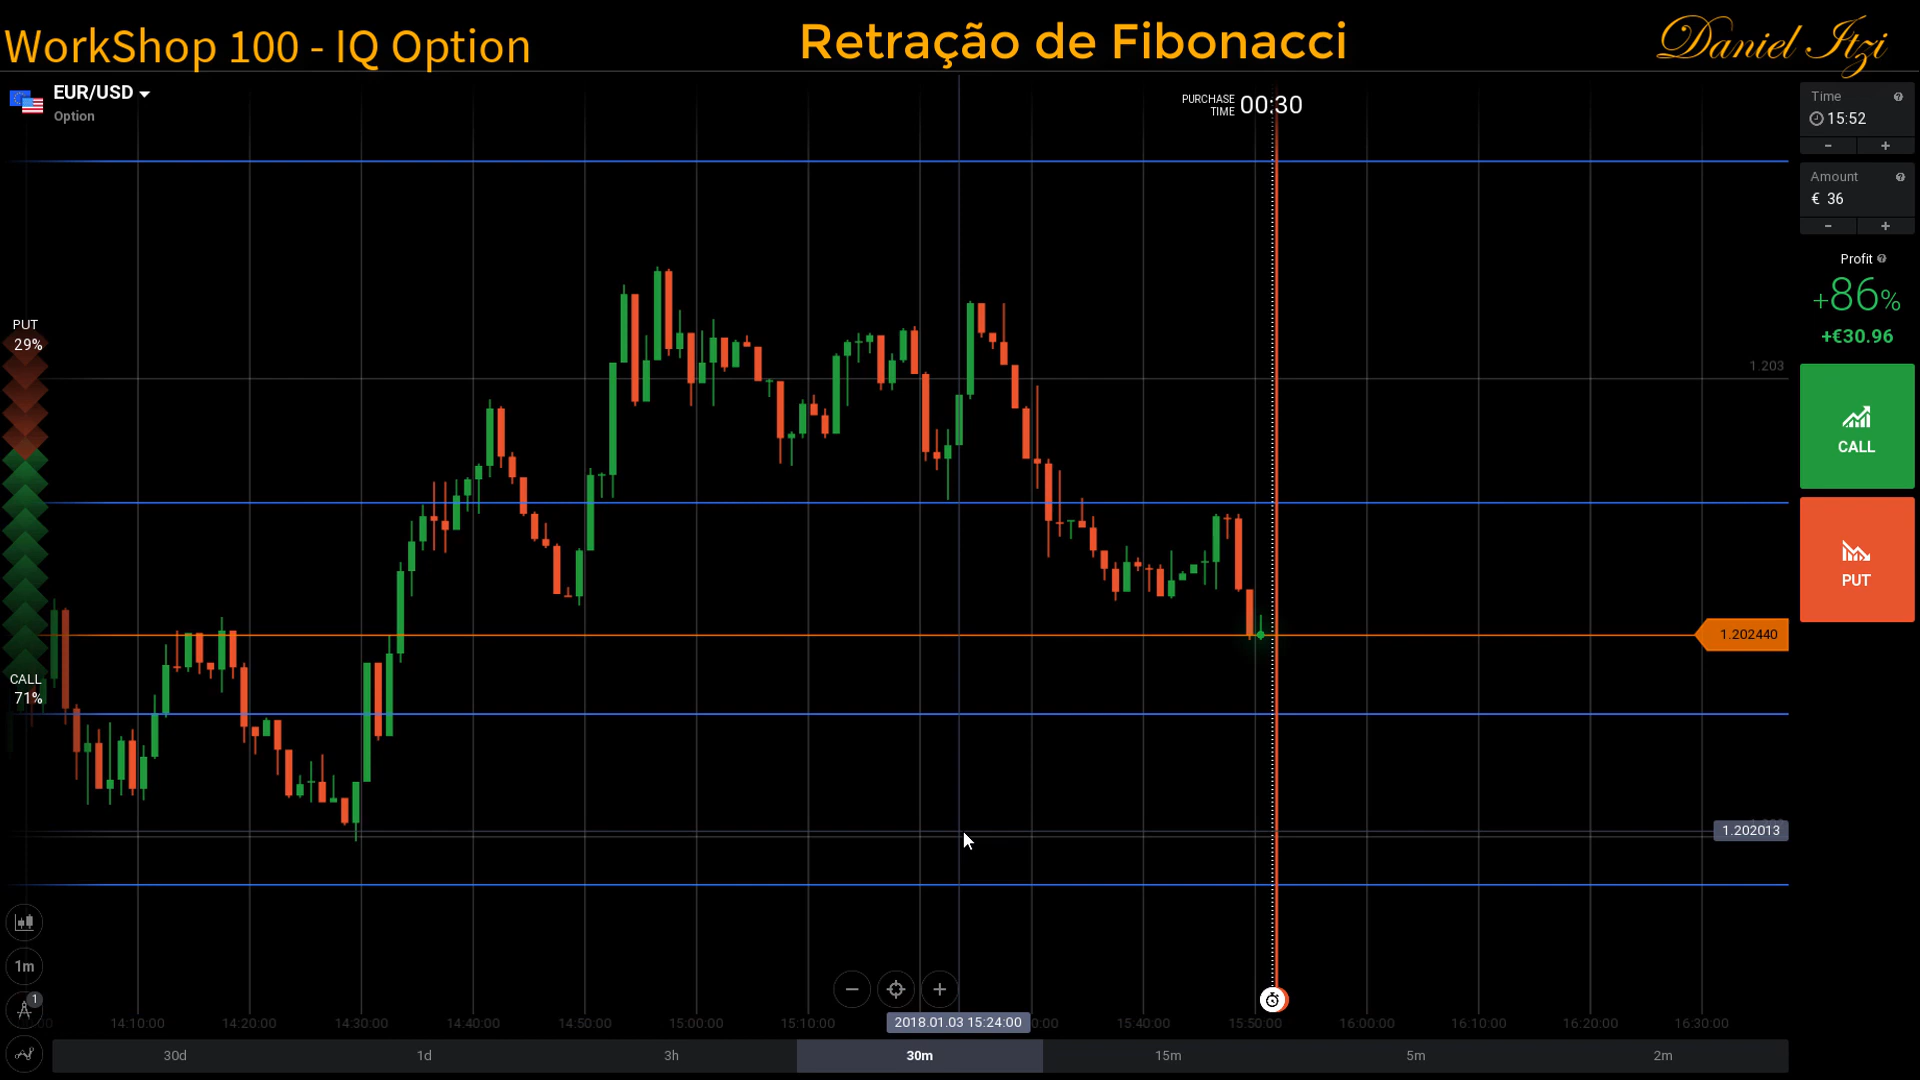 WorkShop 100 - IQ Option
Retração de Fibonacci
Daniel Itzi
EUR/USD
Option
PURCHASE
TIME
00:30
Time
15:52
- +
Amount
€ 36
- +
Profit
+86%
+€30.96
CALL
PUT
PUT
29%
CALL
71%
1.203
1.202440
1.202013
1m
1
14:10:00 14:20:00 14:30:00 14:40:00 14:50:00 15:00:00 15:10:00 2018.01.03 15:24:00 15:40:00 15:50:00 16:00:00 16:10:00 16:20:00 16:30:00
30d 1d 3h 30m 15m 5m 2m